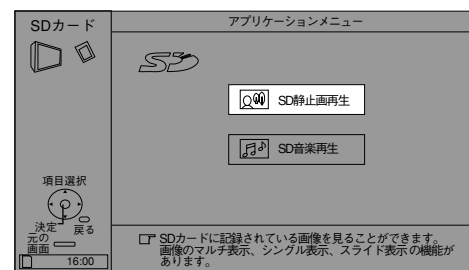 SDカード
アプリケーションメニュー
SD
SD静止画再生
SD音楽再生
項目選択
決定
戻る
元の
画面
16:00
SDカードに記録されている画像を見ることができます。
画像のマルチ表示、シングル表示、スライド表示の機能が
あります。